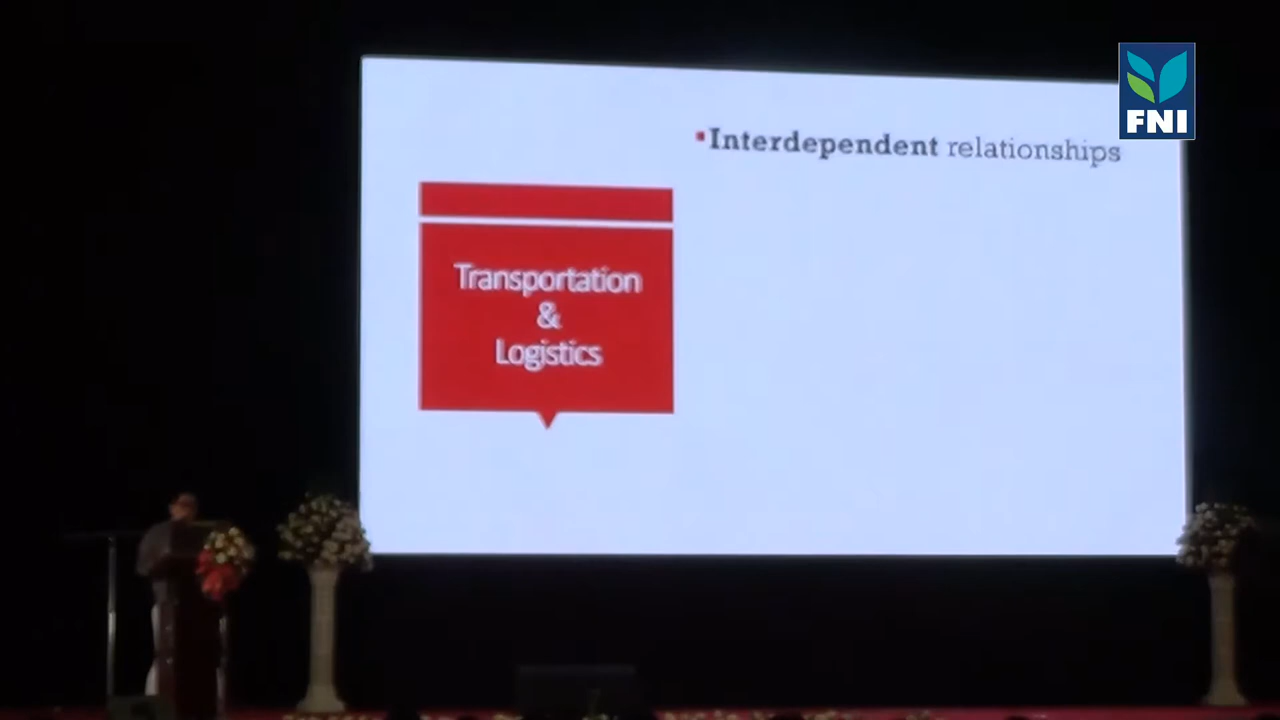 FNI
Interdependent relationships
Transportation
&
Logistics